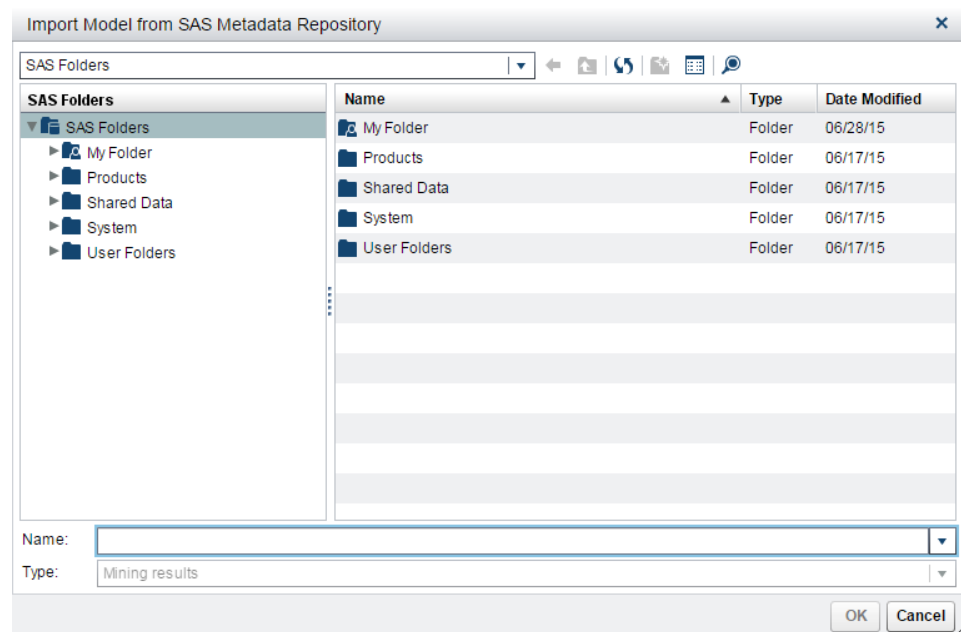 Import Model from SAS Metadata Repository
SAS Folders
SAS Folders
Name Type Date Modified
SAS Folders
My Folder
Products
Shared Data
System
User Folders
My Folder Folder 06/28/15
Products Folder 06/17/15
Shared Data Folder 06/17/15
System Folder 06/17/15
User Folders Folder 06/17/15
Name:
Type: Mining results
OK Cancel